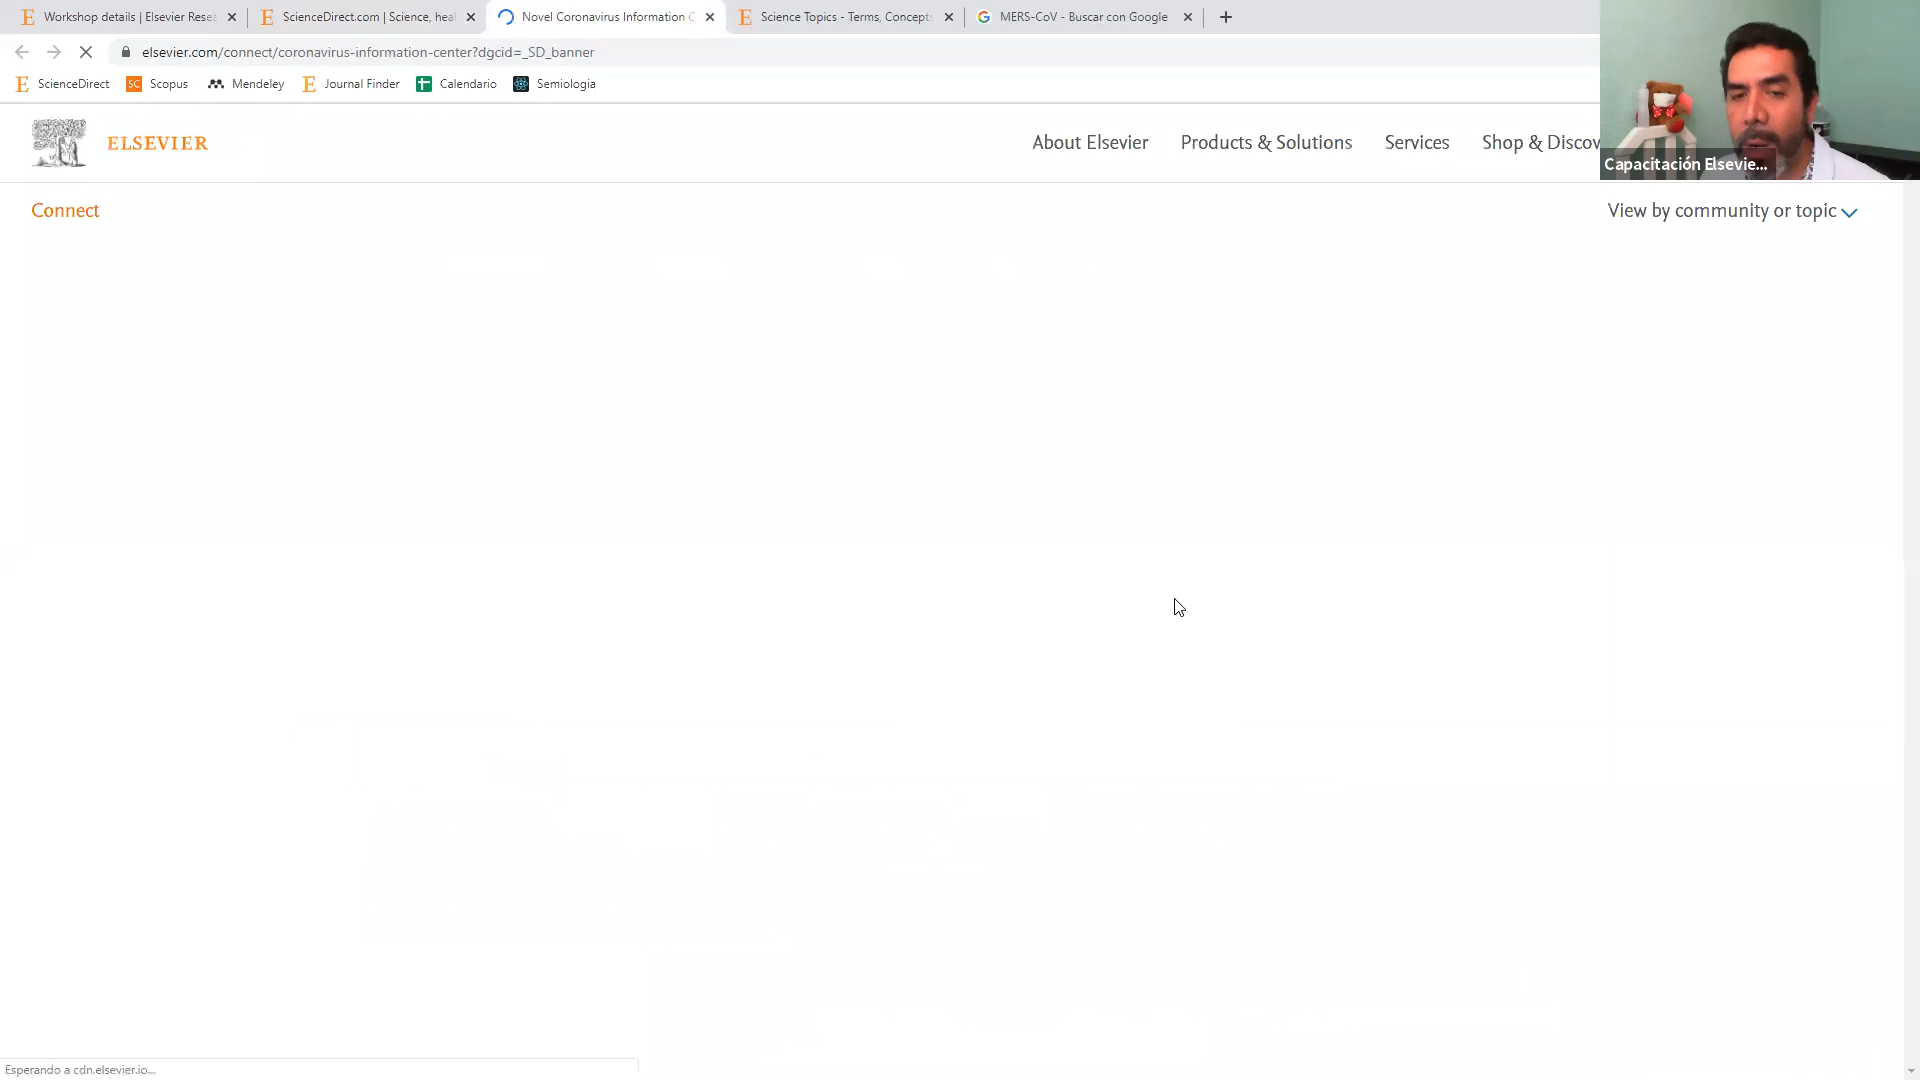 Workshop details | Elsevier Rese
ScienceDirect.com | Science, heal
Novel Coronavirus Information C
Science Topics - Terms, Concepts
MERS-CoV - Buscar con Google
elsevier.com/connect/coronavirus-information-center?dgcid=_SD_banner
ScienceDirect
SC Scopus
Mendeley
Journal Finder
Calendario
Semiologia
ELSEVIER
About Elsevier
Products & Solutions
Services
Shop & Discov
Capacitación Elsevie...
Connect
View by community or topic
Esperando a cdn.elsevier.io...